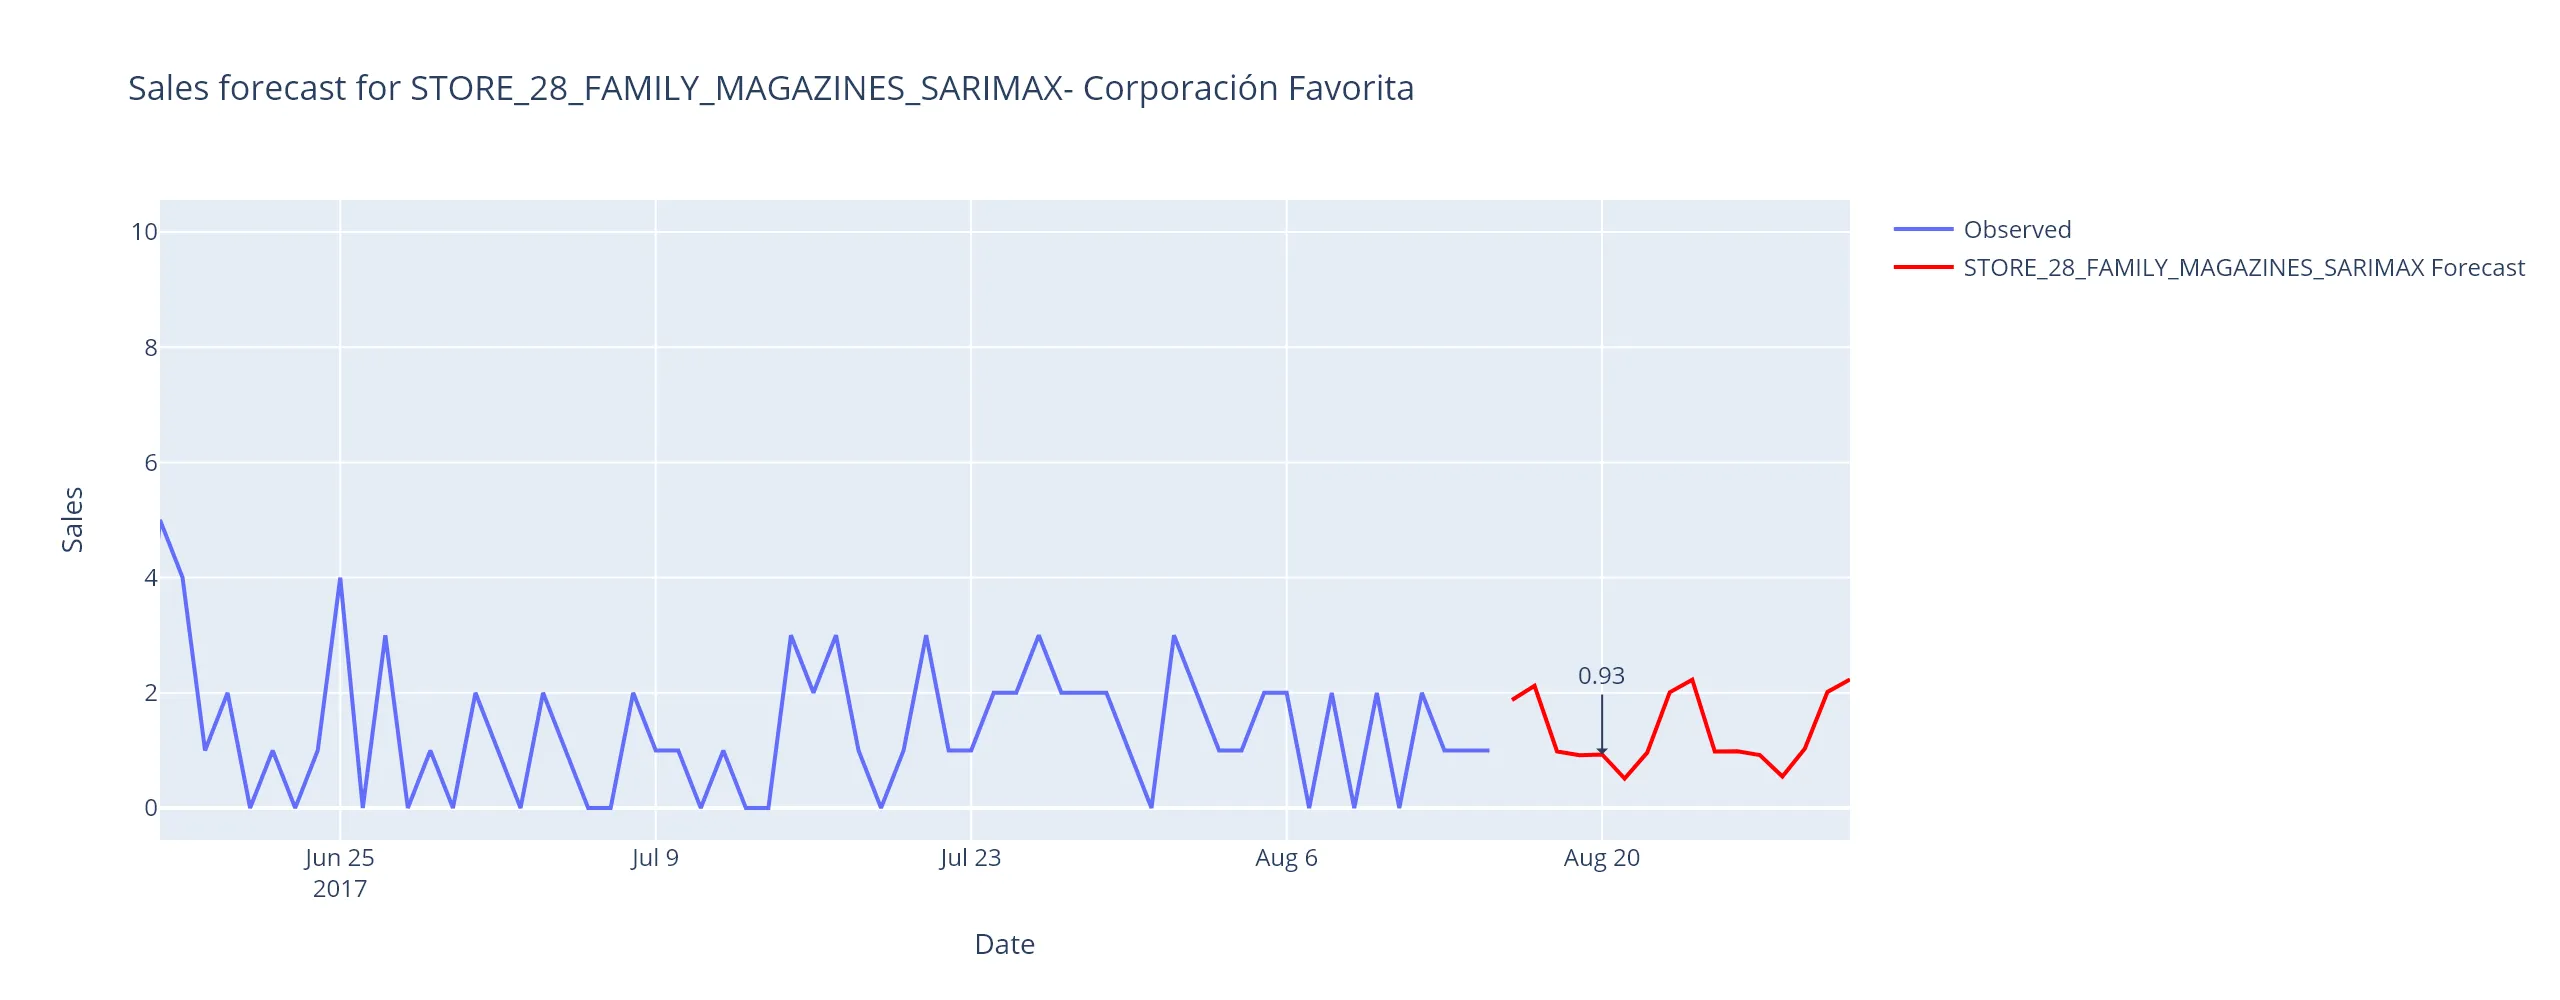 Sales forecast for STORE_28_FAMILY_MAGAZINES_SARIMAX- Corporación Favorita
Observed
STORE_28_FAMILY_MAGAZINES_SARIMAX Forecast
10
8
6
4
2
0
Sales
0.93
Jun 25
2017
Jul 9
Jul 23
Aug 6
Aug 20
Date